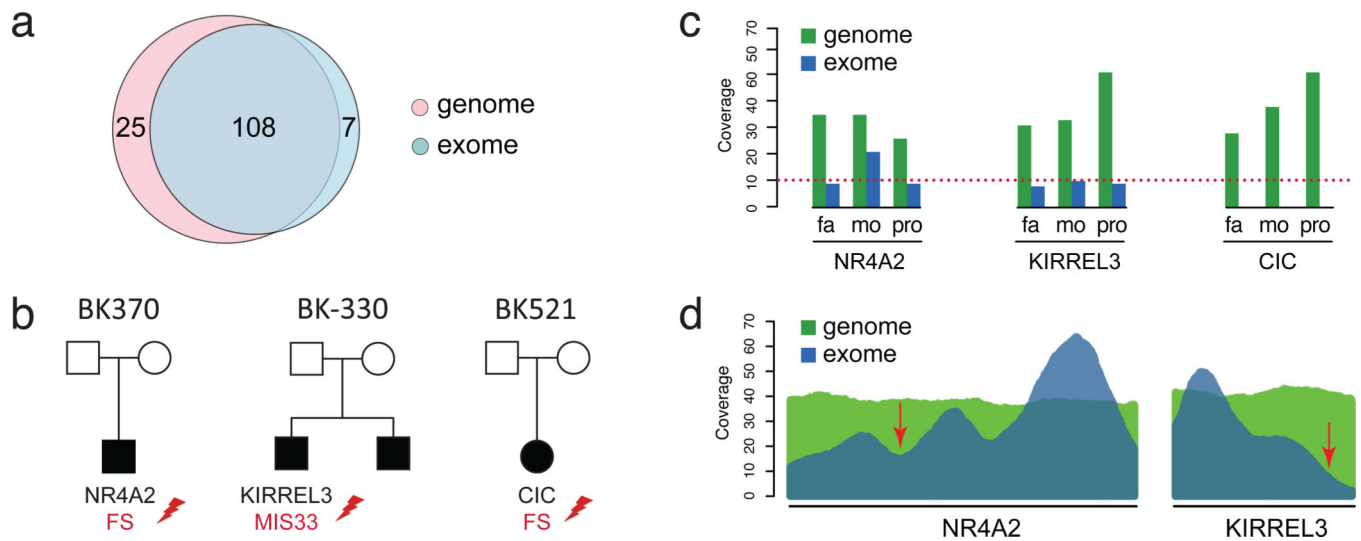 a
25 108 7
genome
exome
b
BK370 BK-330 BK521
NR4A2 KIRREL3 CIC
FS MIS33 FS
c
Coverage
70
50
60
40
30
20
10
0
genome
exome
fa mo pro fa mo pro fa mo pro
NR4A2 KIRREL3 CIC
d
Coverage
70
60
50
40
30
20
10
0
genome
exome
NR4A2 KIRREL3